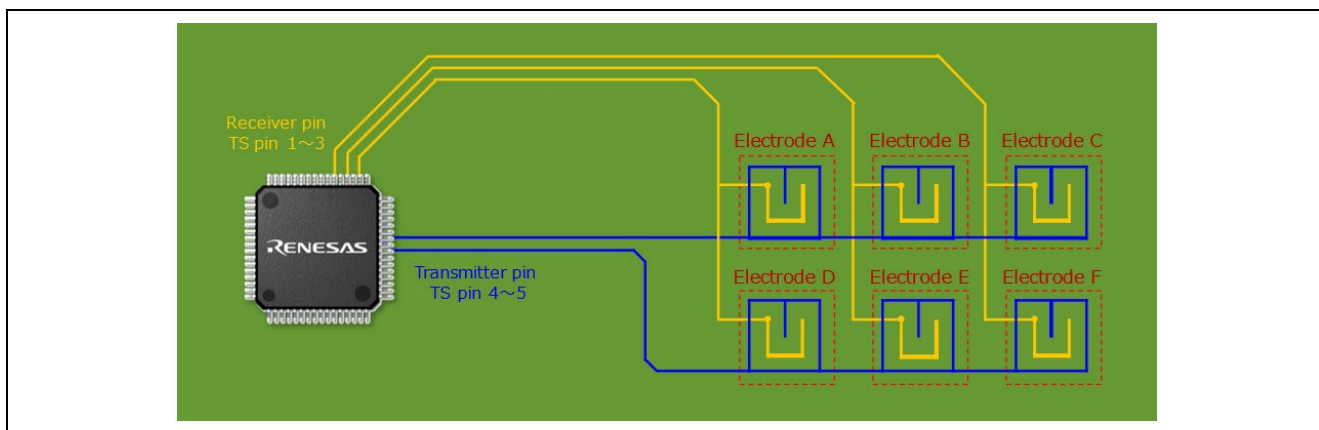 Receiver pin
TS pin 1～3
Electrode A
Electrode B
Electrode C
RENESAS
Transmitter pin
TS pin 4～5
Electrode D
Electrode E
Electrode F